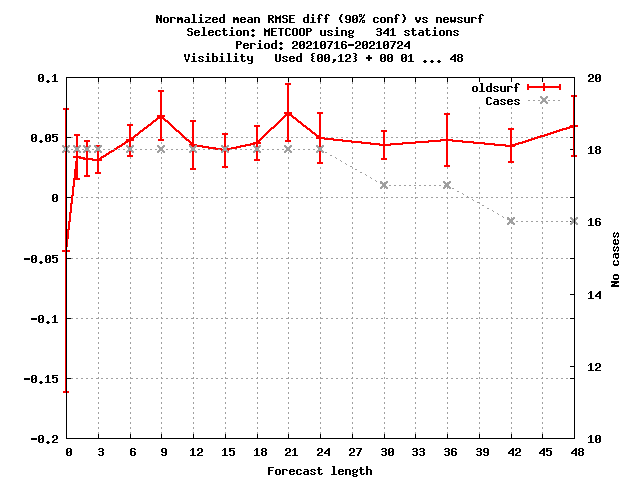 Normalized mean RMSE diff (90% conf) vs newsurf
Selection: METCOOP using   341 stations
Period: 20210716-20210724
Visibility   Used {00,12} + 00 01 ... 48
oldsurf
Cases
0.1
0.05
0
-0.05
-0.1
-0.15
-0.2
20
18
16
14
12
10
No cases
0 3 6 9 12 15 18 21 24 27 30 33 36 39 42 45 48
Forecast length